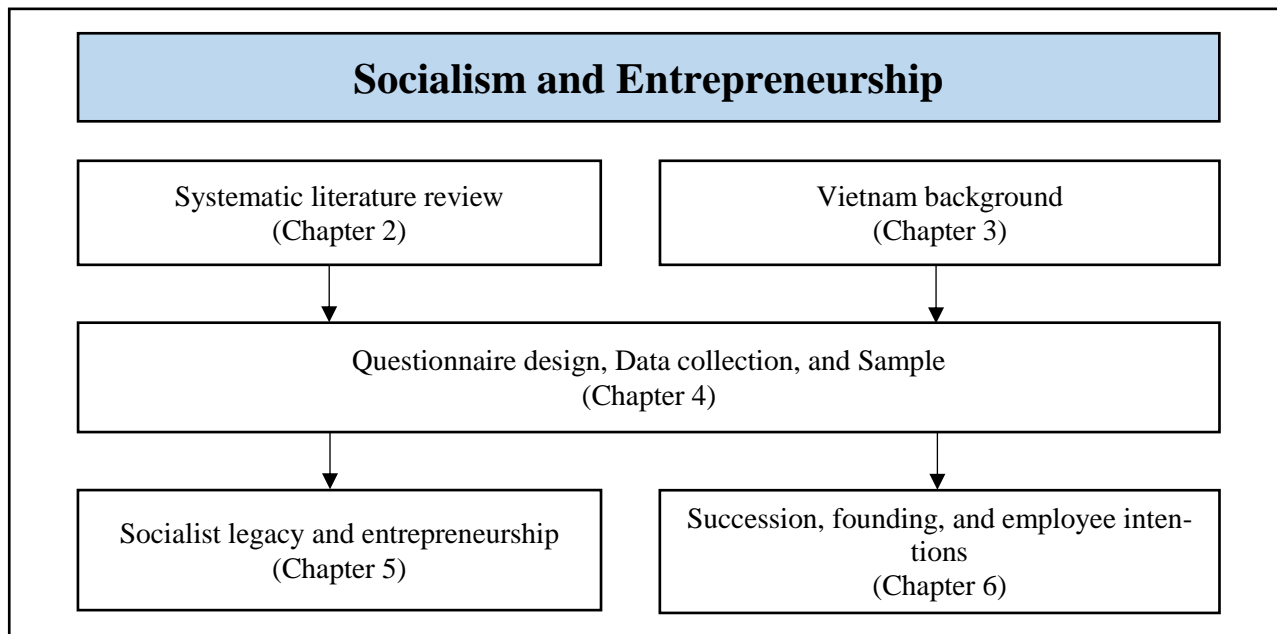 Socialism and Entrepreneurship
Systematic literature review
(Chapter 2)
Vietnam background
(Chapter 3)
Questionnaire design, Data collection, and Sample
(Chapter 4)
Socialist legacy and entrepreneurship
(Chapter 5)
Succession, founding, and employee inten-
tions
(Chapter 6)